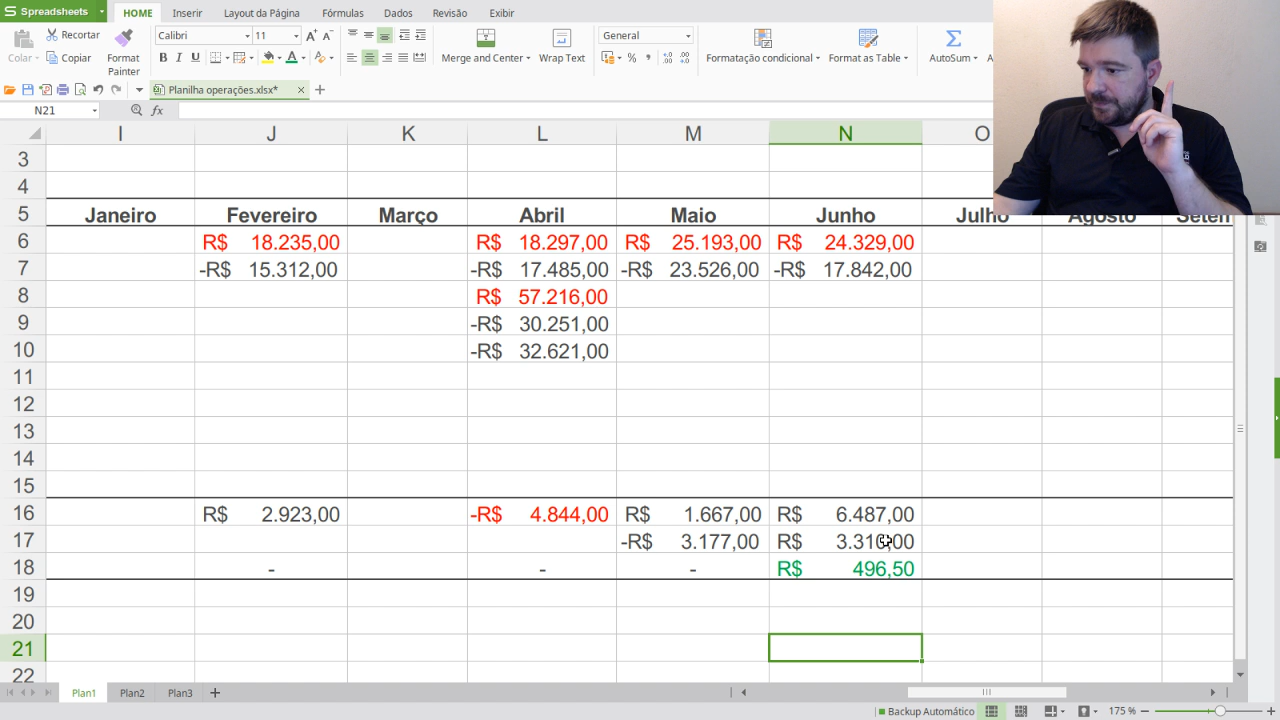 Spreadsheets HOME Inserir Layout da Página Fórmulas Dados Revisão Exibir
Recortar Calibri 11 A+ A- General
Colar Copiar Format Painter B I U A Merge and Center Wrap Text % Formatação condicional Format as Table AutoSum
Planilha operações.xlsx* × +
N21 fx
I J K L M N O
3
4
5 Janeiro Fevereiro Março Abril Maio Junho Julho Agosto Seten
6 R$ 18.235,00 R$ 18.297,00 R$ 25.193,00 R$ 24.329,00
7 -R$ 15.312,00 -R$ 17.485,00 -R$ 23.526,00 -R$ 17.842,00
8 R$ 57.216,00
9 -R$ 30.251,00
10 -R$ 32.621,00
11
12
13
14
15
16 R$ 2.923,00 -R$ 4.844,00 R$ 1.667,00 R$ 6.487,00
17 -R$ 3.177,00 R$ 3.310,00
18 - - - R$ 496,50
19
20
21
22
Plan1 Plan2 Plan3 +
Backup Automático 175 % − +